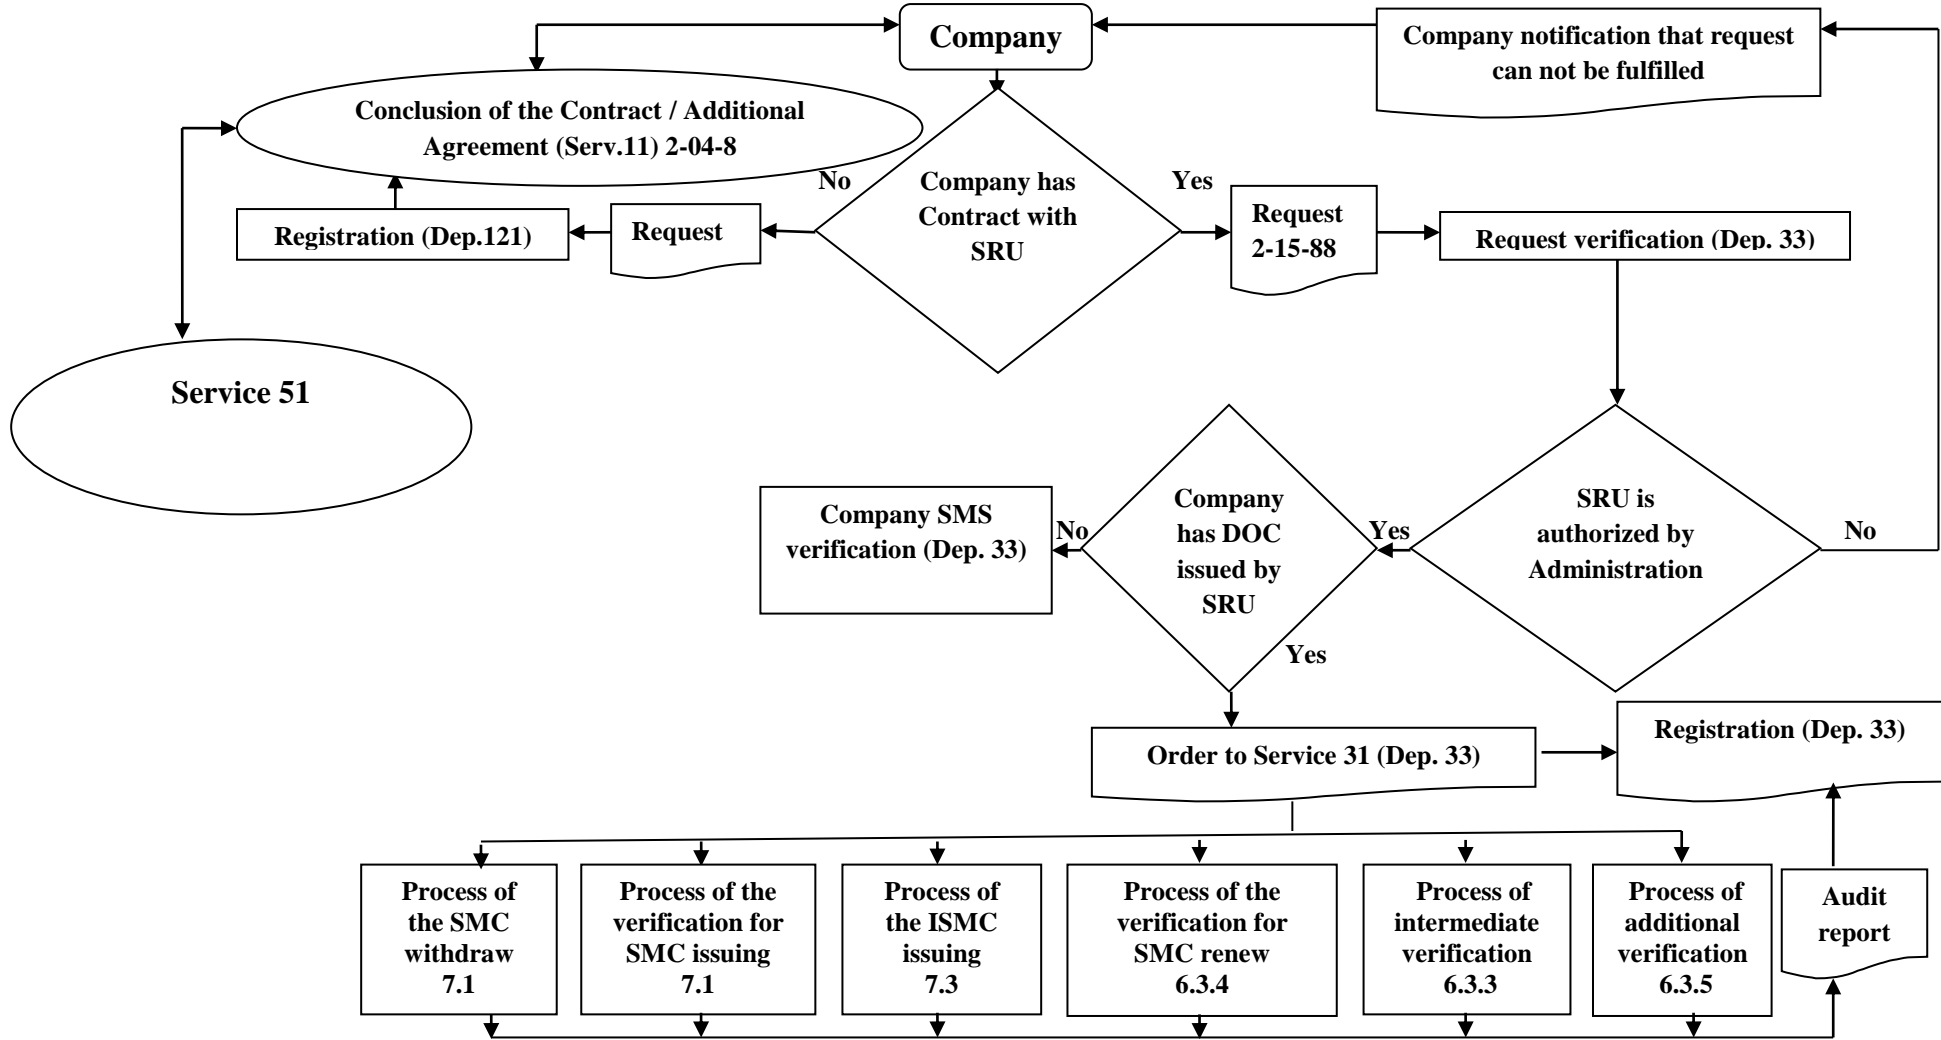 Company
Company notification that request
can not be fulfilled
Conclusion of the Contract / Additional
Agreement (Serv.11) 2-04-8
No
Company has
Contract with
SRU
Yes
Registration (Dep.121)
Request
Request
2-15-88
Request verification (Dep. 33)
Service 51
Company SMS
verification (Dep. 33)
No
Company
has DOC
issued by
SRU
Yes
SRU is
authorized by
Administration
No
Yes
Order to Service 31 (Dep. 33)
Registration (Dep. 33)
Process of
the SMC
withdraw
7.1
Process of the
verification for
SMC issuing
7.1
Process of
the ISMC
issuing
7.3
Process of the
verification for
SMC renew
6.3.4
Process of
intermediate
verification
6.3.3
Process of
additional
verification
6.3.5
Audit
report